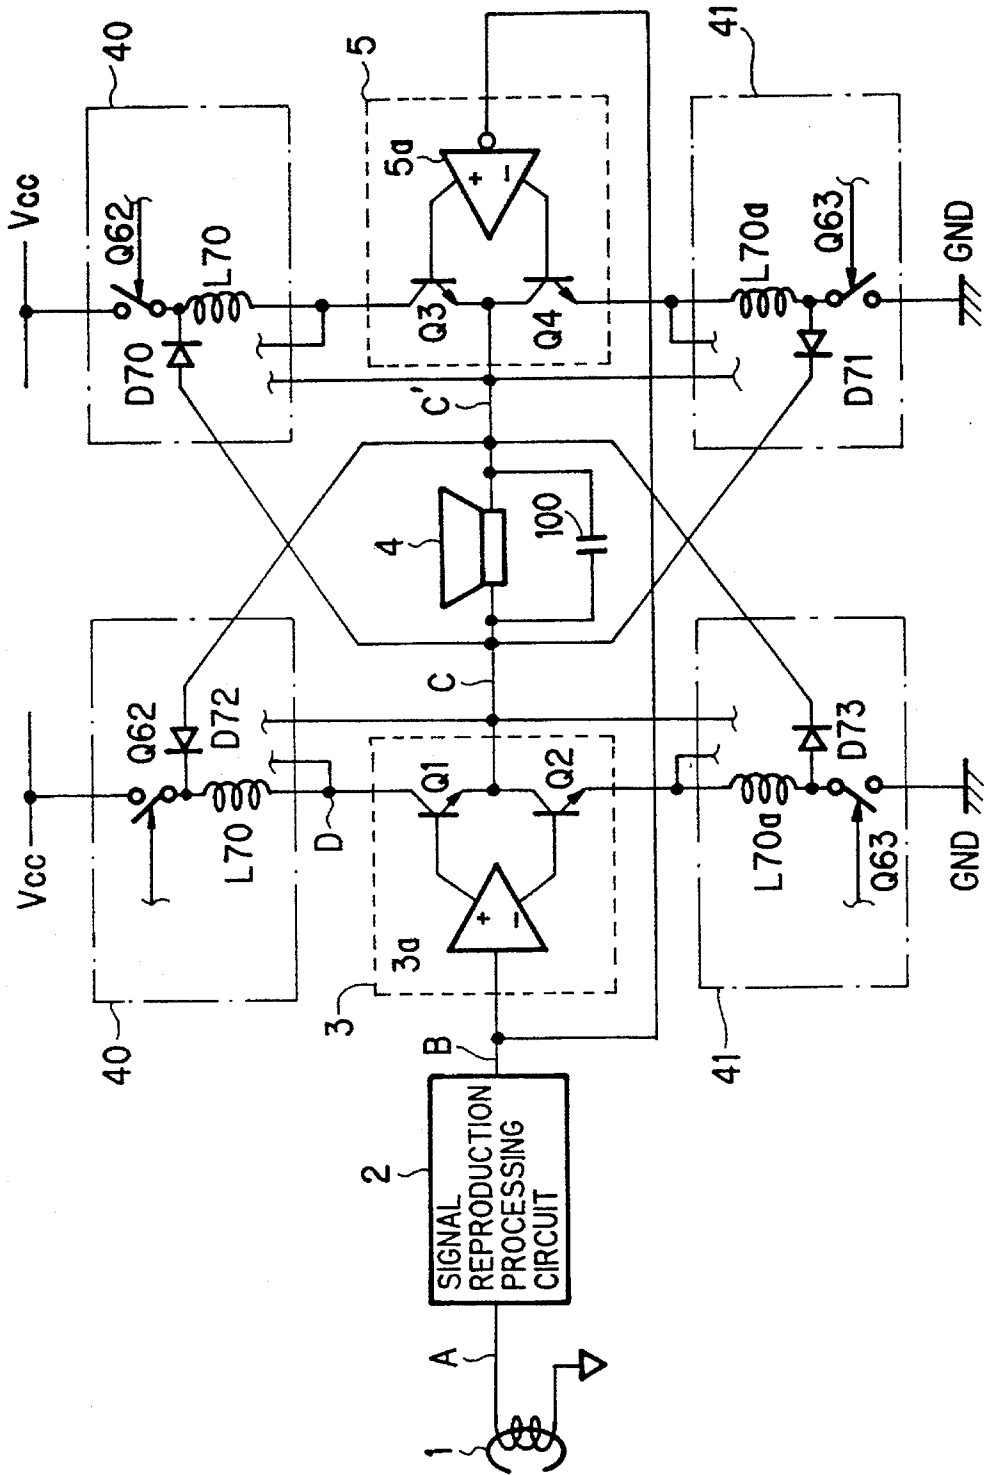 Vcc
40
Q62
L70
D70
5
5a
Q3
Q4
C'
41
L70a
Q63
D71
GND
4
100
Vcc
40
Q62
D72
L70
D
C
3
3a
Q1
Q2
41
L70a
D73
Q63
GND
B
2
SIGNAL
REPRODUCTION
PROCESSING
CIRCUIT
A
1
+
−
+
−